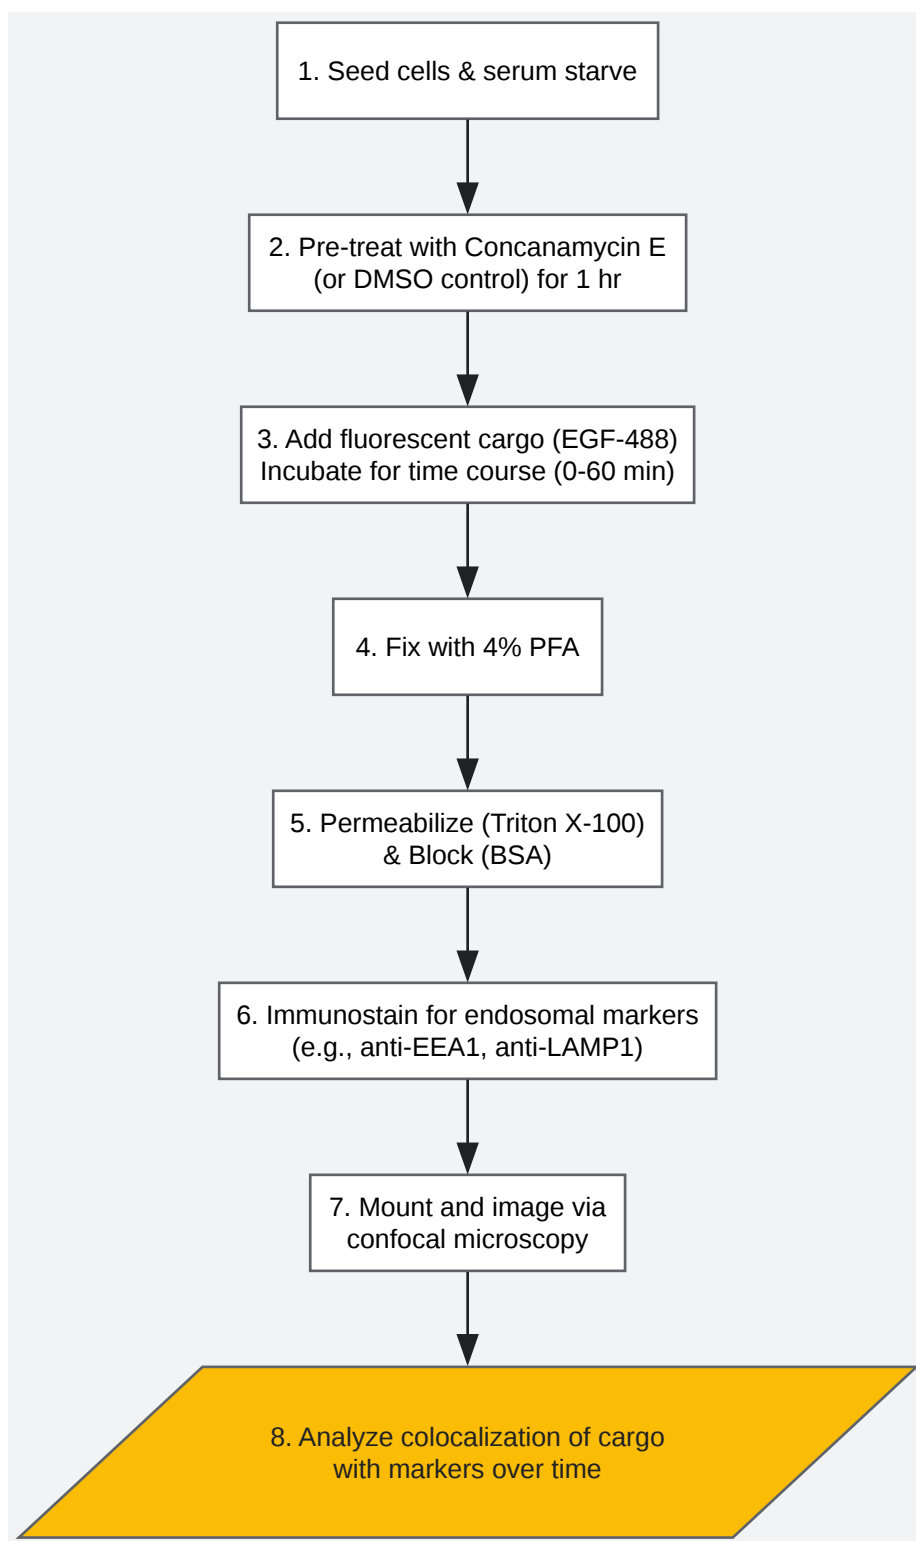 1. Seed cells & serum starve
2. Pre-treat with Concanamycin E
(or DMSO control) for 1 hr
3. Add fluorescent cargo (EGF-488)
Incubate for time course (0-60 min)
4. Fix with 4% PFA
5. Permeabilize (Triton X-100)
& Block (BSA)
6. Immunostain for endosomal markers
(e.g., anti-EEA1, anti-LAMP1)
7. Mount and image via
confocal microscopy
8. Analyze colocalization of cargo
with markers over time